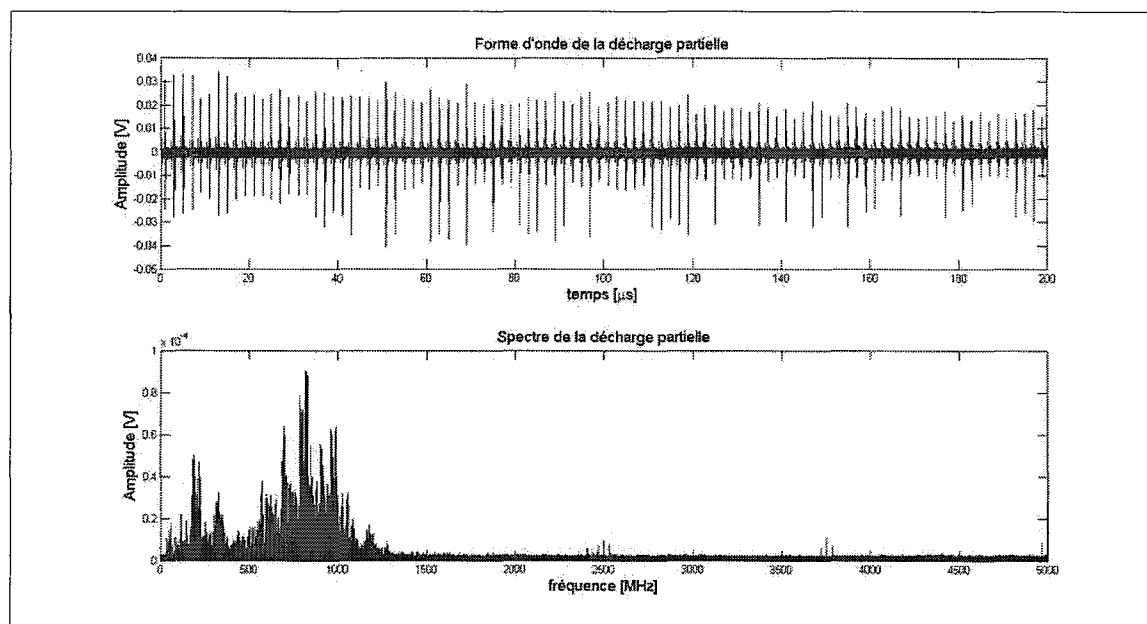 Forme d'onde de la décharge partielle
Amplitude [V]
0.04
0.03
0.02
0.01
0
-0.01
-0.02
-0.03
-0.04
-0.05
0 20 40 60 80 100 120 140 160 180 200
temps [µs]
Spectre de la décharge partielle
x 10⁻⁴
Amplitude [V]
1
0.8
0.6
0.4
0.2
0
0 500 1000 1500 2000 2500 3000 3500 4000 4500 5000
fréquence [MHz]